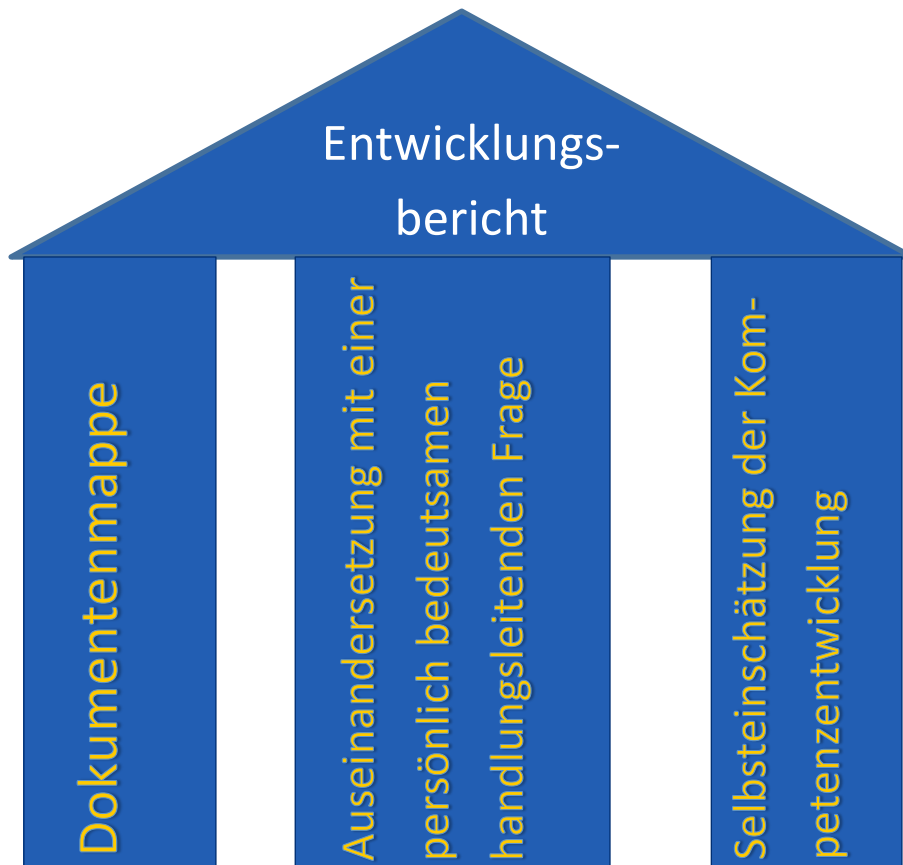 Entwicklungs-
bericht
Dokumentenmappe
Auseinandersetzung mit einer
persönlich bedeutsamen
handlungsleitenden Frage
Selbsteinschätzung der Kom-
petenzentwicklung